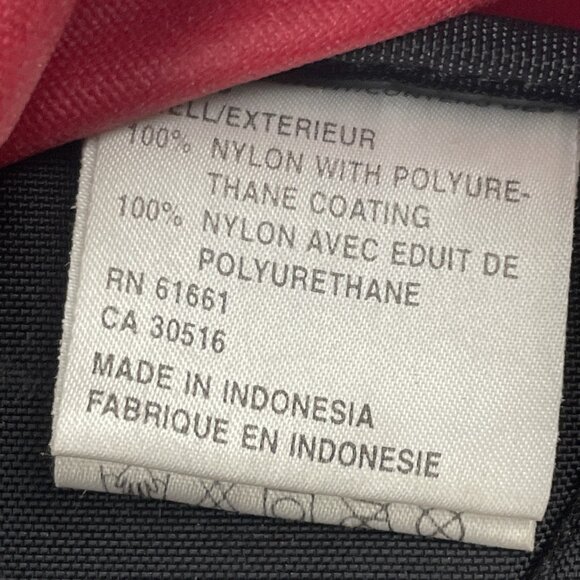 ELL/EXTERIEUR
100% NYLON WITH POLYURE-
THANE COATING
100% NYLON AVEC EDUIT DE
POLYURETHANE
RN 61661
CA 30516
MADE IN INDONESIA
FABRIQUE EN INDONESIE